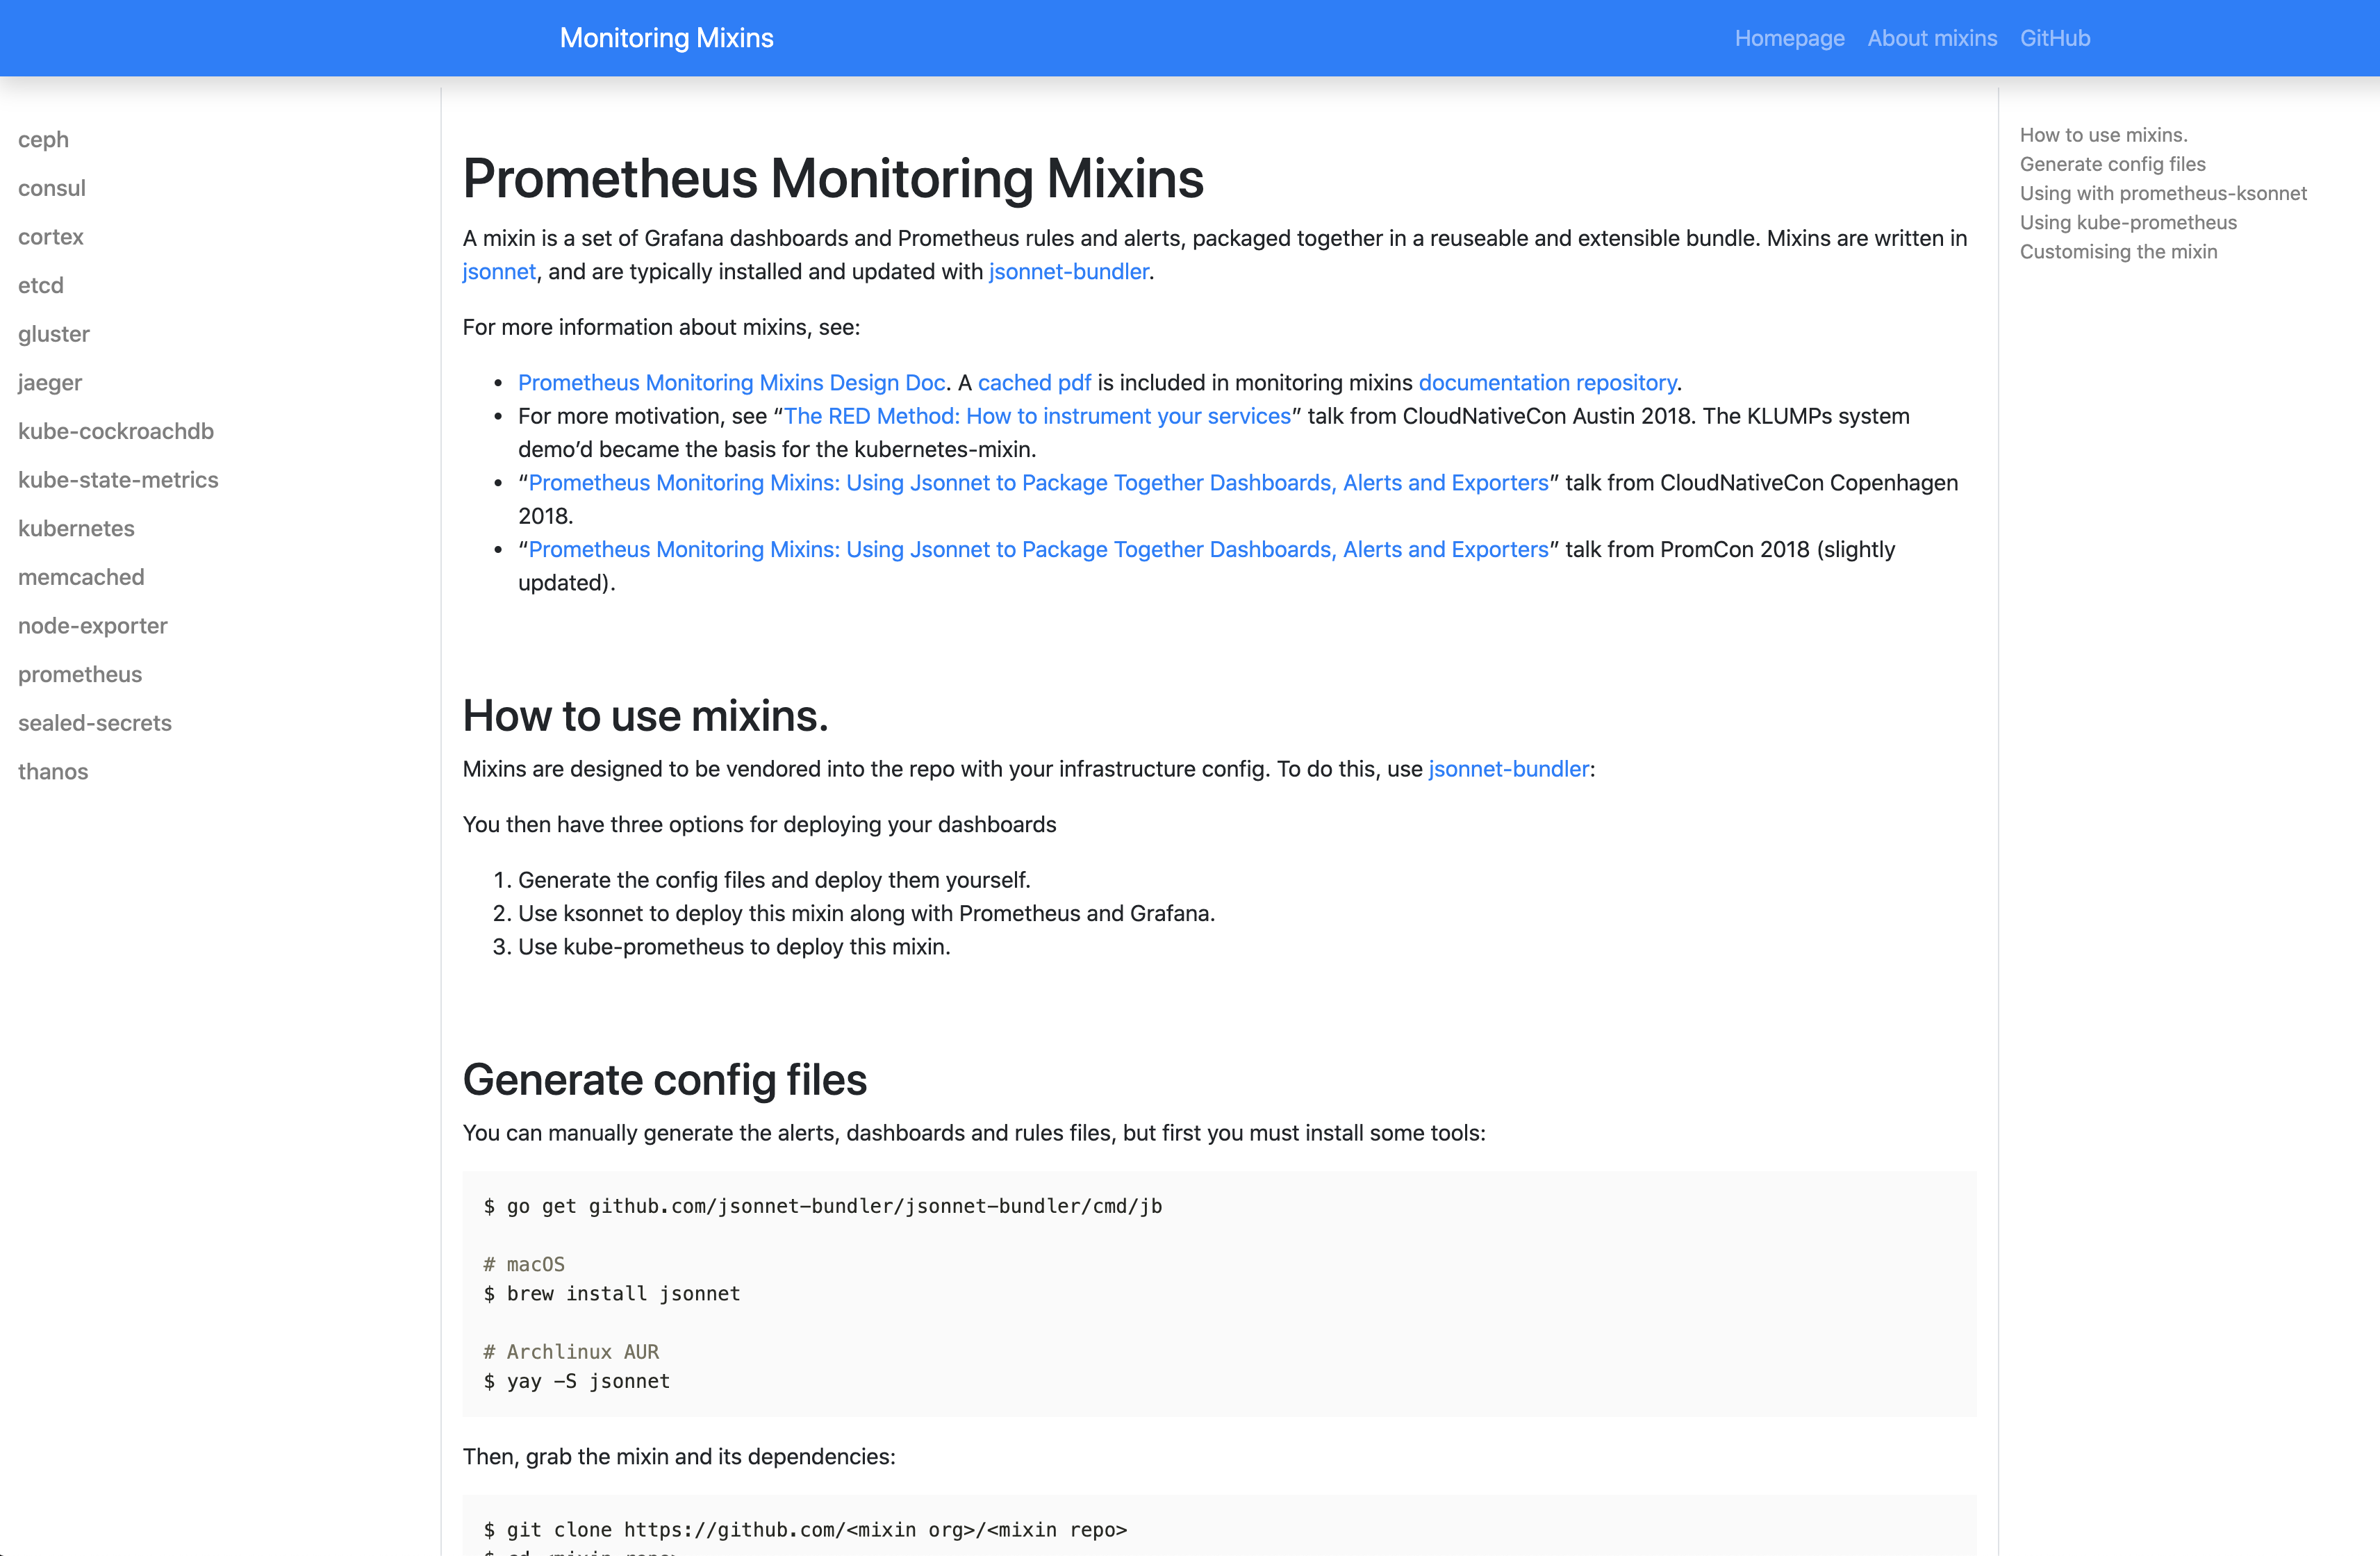 Monitoring Mixins
Homepage
About mixins
GitHub
ceph
consul
cortex
etcd
gluster
jaeger
kube-cockroachdb
kube-state-metrics
kubernetes
memcached
node-exporter
prometheus
sealed-secrets
thanos
Prometheus Monitoring Mixins
A mixin is a set of Grafana dashboards and Prometheus rules and alerts, packaged together in a reuseable and extensible bundle. Mixins are written in
jsonnet, and are typically installed and updated with jsonnet-bundler.
For more information about mixins, see:
• Prometheus Monitoring Mixins Design Doc. A cached pdf is included in monitoring mixins documentation repository.
• For more motivation, see “The RED Method: How to instrument your services” talk from CloudNativeCon Austin 2018. The KLUMPs system
demo’d became the basis for the kubernetes-mixin.
• “Prometheus Monitoring Mixins: Using Jsonnet to Package Together Dashboards, Alerts and Exporters” talk from CloudNativeCon Copenhagen
2018.
• “Prometheus Monitoring Mixins: Using Jsonnet to Package Together Dashboards, Alerts and Exporters” talk from PromCon 2018 (slightly
updated).
How to use mixins.
Mixins are designed to be vendored into the repo with your infrastructure config. To do this, use jsonnet-bundler:
You then have three options for deploying your dashboards
1. Generate the config files and deploy them yourself.
2. Use ksonnet to deploy this mixin along with Prometheus and Grafana.
3. Use kube-prometheus to deploy this mixin.
Generate config files
You can manually generate the alerts, dashboards and rules files, but first you must install some tools:
$ go get github.com/jsonnet-bundler/jsonnet-bundler/cmd/jb
# macOS
$ brew install jsonnet
# Archlinux AUR
$ yay -S jsonnet
Then, grab the mixin and its dependencies:
$ git clone https://github.com/<mixin org>/<mixin repo>
$ cd <mixin repo>
How to use mixins.
Generate config files
Using with prometheus-ksonnet
Using kube-prometheus
Customising the mixin